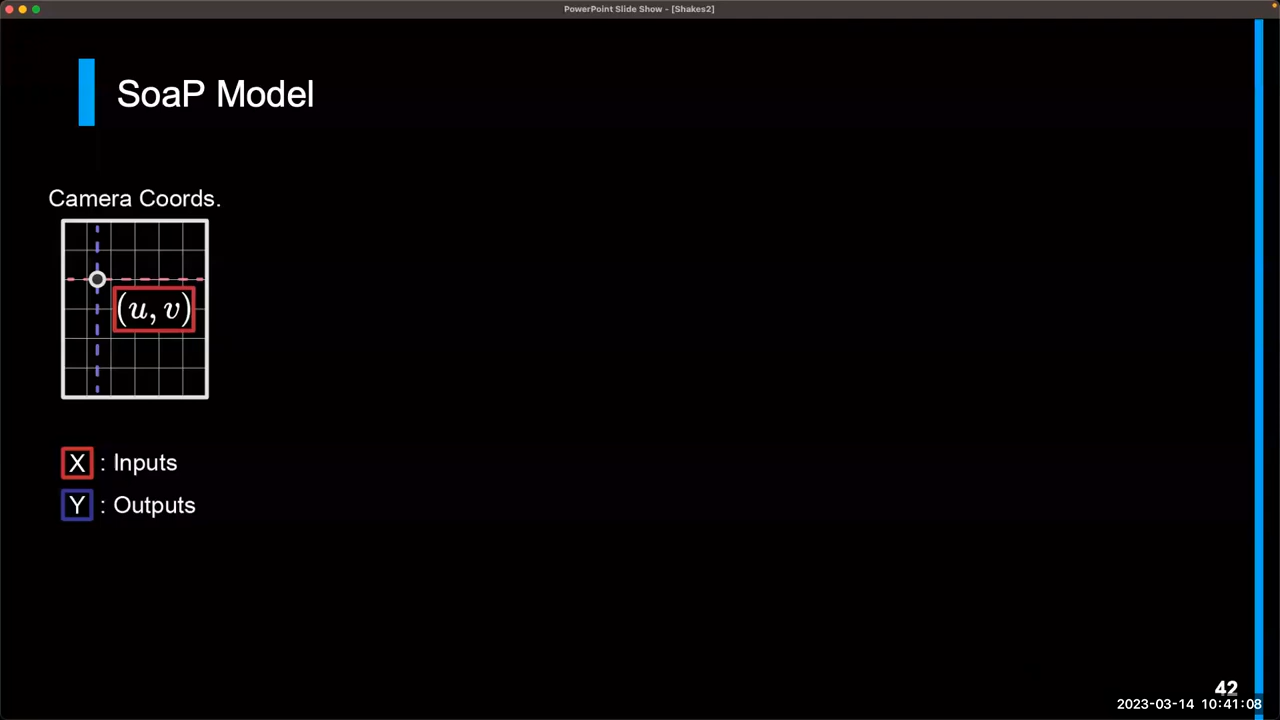 PowerPoint Slide Show - [Shakes2]
SoaP Model
Camera Coords.
(u, v)
X : Inputs
Y : Outputs
42
2023-03-14 10:41:08